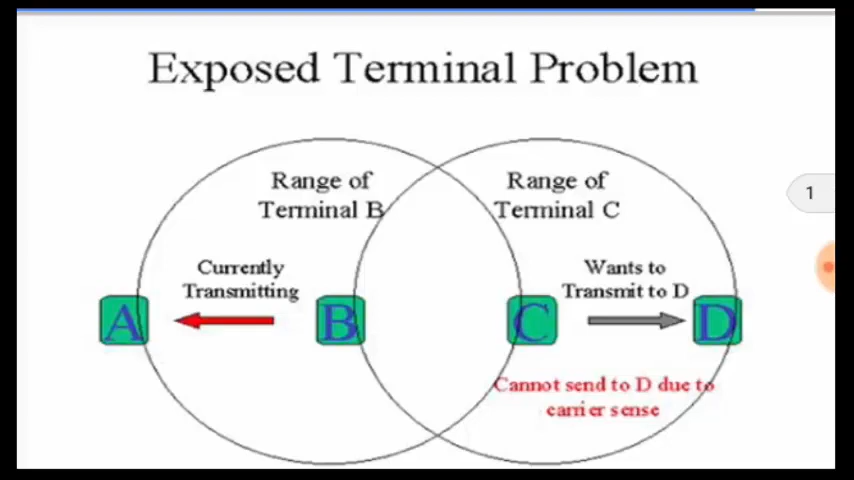 Exposed Terminal Problem
Range of
Terminal B
Range of
Terminal C
1
Currently
Transmitting
Wants to
Transmit to D
A
B
C
D
Cannot send to D due to
carrier sense